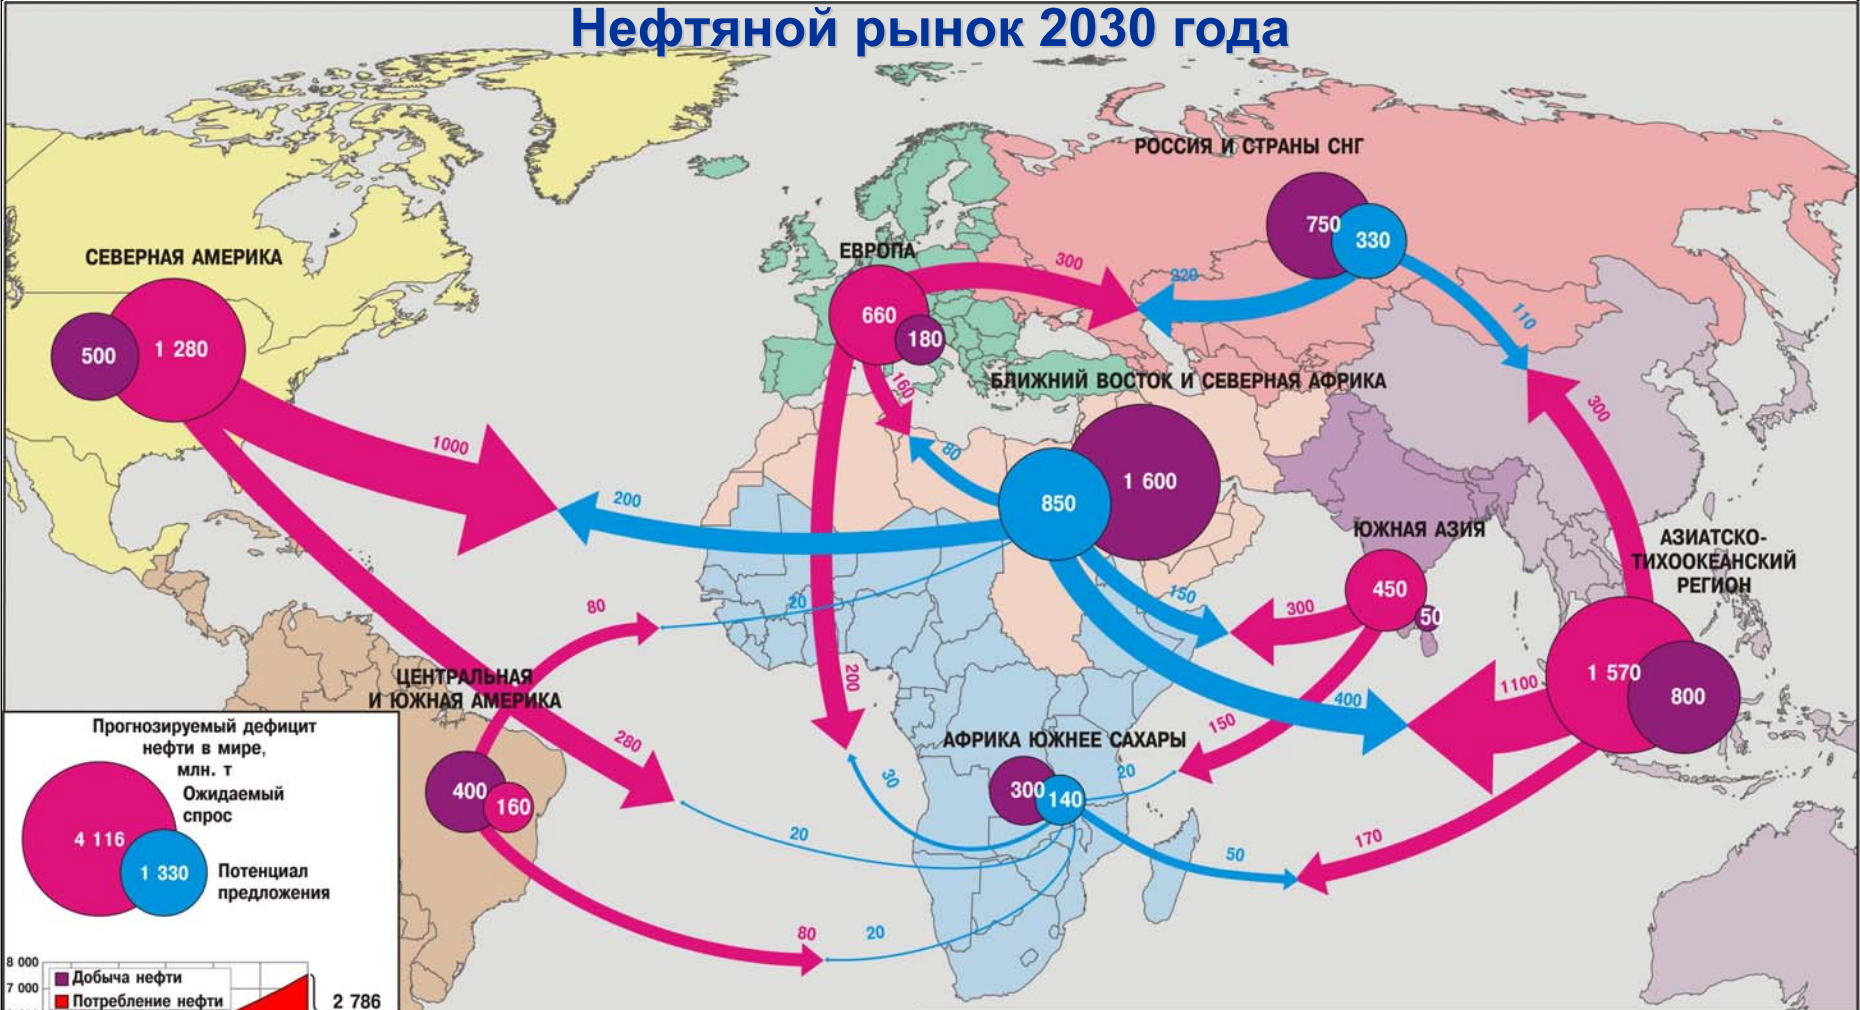 Нефтяной рынок 2030 года
РОССИЯ И СТРАНЫ СНГ
750
330
СЕВЕРНАЯ АМЕРИКА
ЕВРОПА
300
220
110
660
180
500
1 280
160
БЛИЖНИЙ ВОСТОК И СЕВЕРНАЯ АФРИКА
300
1000
80
850
1 600
200
ЮЖНАЯ АЗИЯ
АЗИАТСКО-
ТИХООКЕАНСКИЙ
РЕГИОН
450
50
150
300
80
20
ЦЕНТРАЛЬНАЯ
И ЮЖНАЯ АМЕРИКА
200
400
1100
1 570
800
150
280
АФРИКА ЮЖНЕЕ САХАРЫ
20
30
300
140
400
160
20
50
170
80
20
Прогнозируемый дефицит
нефти в мире,
млн. т
Ожидаемый
спрос
4 116
1 330
Потенциал
предложения
8 000
7 000
Добыча нефти
Потребление нефти
2 786